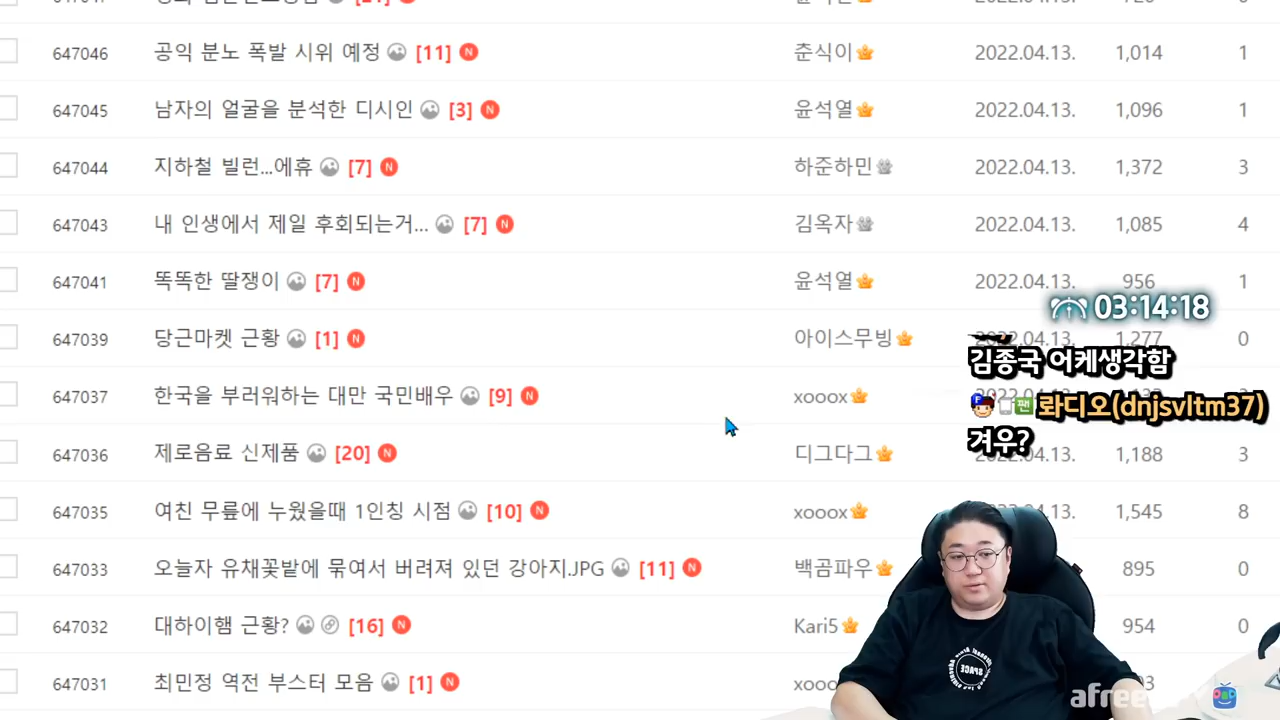 647046 공익 분노 폭발 시위 예정 [11] N 춘식이 2022.04.13. 1,014 1
647045 남자의 얼굴을 분석한 디시인 [3] N 윤석열 2022.04.13. 1,096 1
647044 지하철 빌런...에휴 [7] N 하준하민 2022.04.13. 1,372 3
647043 내 인생에서 제일 후회되는거... [7] N 김옥자 2022.04.13. 1,085 4
647041 똑똑한 딸쟁이 [7] N 윤석열 2022.04.13. 956 1
03:14:18
647039 당근마켓 근황 [1] N 아이스무빙 2022.04.13. 1,277 0
김종국 어케생각함
647037 한국을 부러워하는 대만 국민배우 [9] N xooox
팬 롸디오(dnjsvltm37)
겨우?
647036 제로음료 신제품 [20] N 디그다그 2022.04.13. 1,188 3
647035 여친 무릎에 누웠을때 1인칭 시점 [10] N xooox .13. 1,545 8
647033 오늘자 유채꽃밭에 묶여서 버려져 있던 강아지.JPG [11] N 백곰파우 895 0
647032 대하이햄 근황? [16] N Kari5 954 0
647031 최민정 역전 부스터 모음 [1] N xooo
SPACE
afree